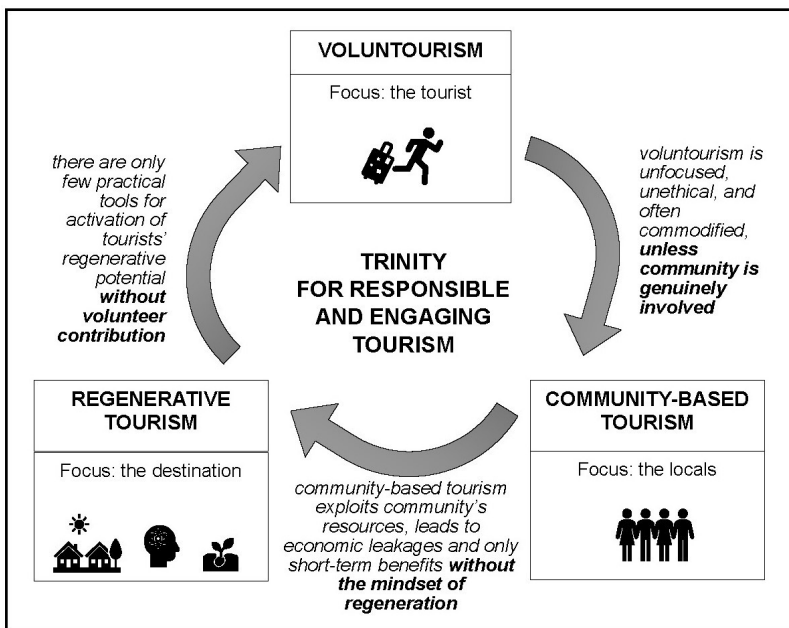 VOLUNTOURISM
Focus: the tourist
there are only
few practical
tools for
activation of
tourists’
regenerative
potential
without
volunteer
contribution
voluntourism is
unfocused,
unethical, and
often
commodified,
unless
community is
genuinely
involved
TRINITY
FOR RESPONSIBLE
AND ENGAGING
TOURISM
REGENERATIVE
TOURISM
Focus: the destination
COMMUNITY-BASED
TOURISM
Focus: the locals
community-based tourism
exploits community’s
resources, leads to
economic leakages and only
short-term benefits without
the mindset of
regeneration